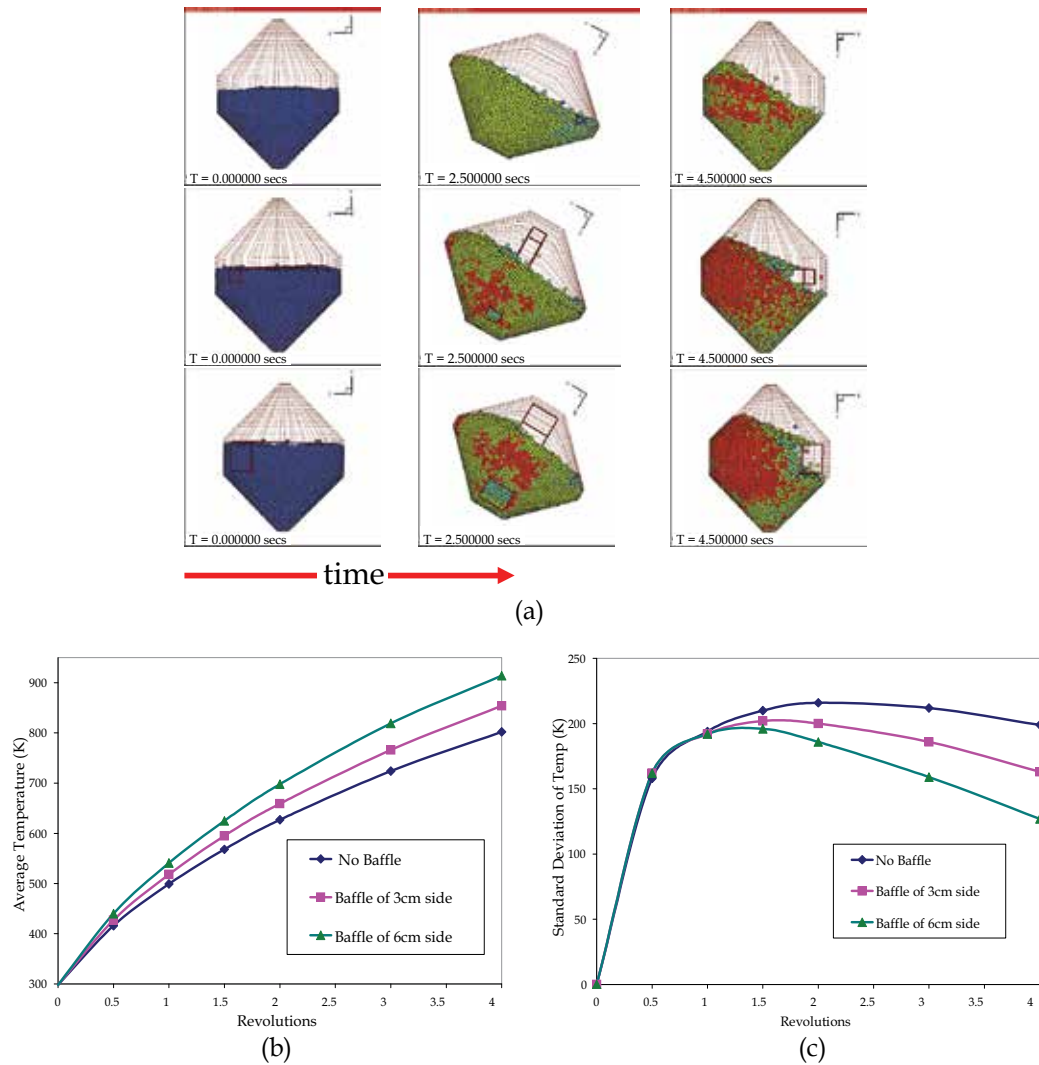 T = 0.000000 secs
T = 2.500000 secs
T = 4.500000 secs
T = 0.000000 secs
T = 2.500000 secs
T = 4.500000 secs
T = 0.000000 secs
T = 2.500000 secs
T = 4.500000 secs
time
(a)
Average Temperature (K)
900
800
700
600
500
400
300
0
0.5
1
1.5
2
2.5
3
3.5
4
Revolutions
No Baffle
Baffle of 3cm side
Baffle of 6cm side
(b)
Standard Deviation of Temp (K)
250
200
150
100
50
0
0
0.5
1
1.5
2
2.5
3
3.5
4
Revolutions
No Baffle
Baffle of 3cm side
Baffle of 6cm side
(c)